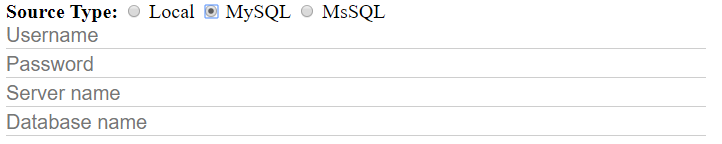 Source Type: Local MySQL MsSQL
Username
Password
Server name
Database name